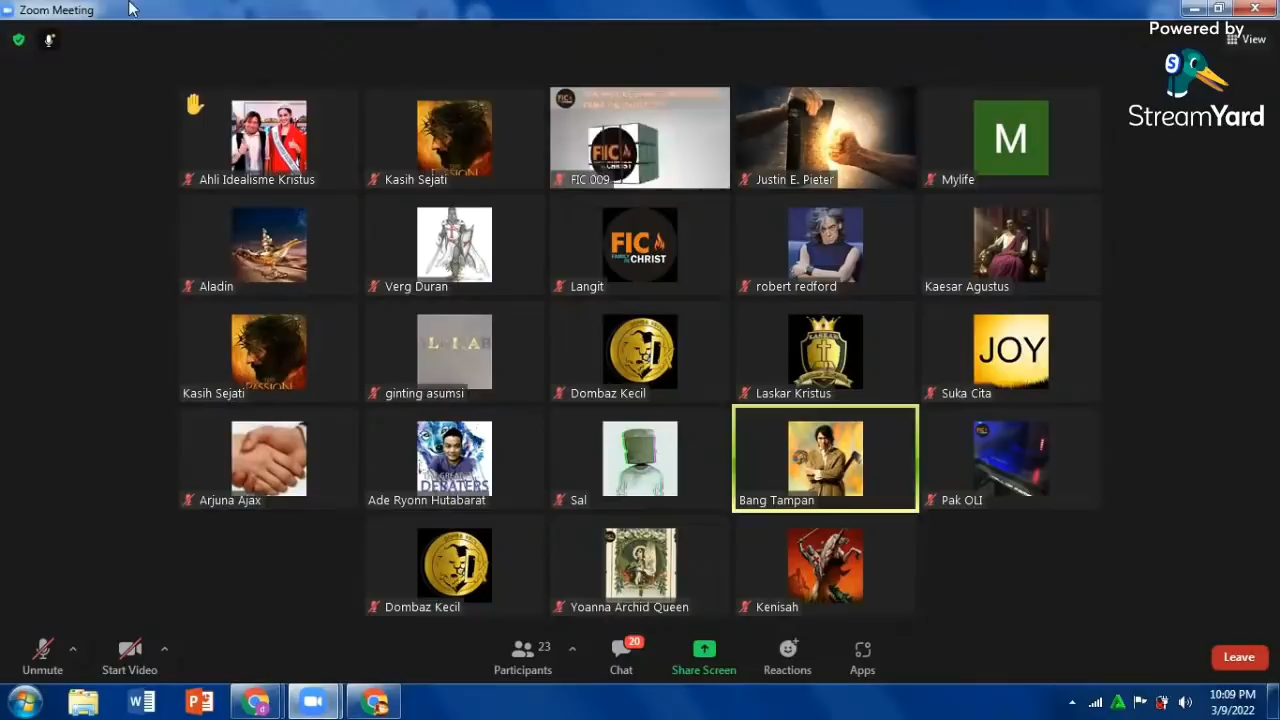 Zoom Meeting
Powered by
View
StreamYard
Ahli Idealisme Kristus
Kasih Sejati
FIC
FIC 009
Justin E. Pieter
M
Mylife
Aladin
Verg Duran
FIC
CHRIST
Langit
robert redford
Kaesar Agustus
PASSION
Kasih Sejati
ginting asumsi
Dombaz Kecil
Laskar Kristus
JOY
Suka Cita
Arjuna Ajax
DEBATERS
Ade Ryonn Hutabarat
Sal
Bang Tampan
Pak OLI
Dombaz Kecil
Yoanna Archid Queen
Kenisah
Unmute
Start Video
23
Participants
20
Chat
Share Screen
Reactions
Apps
Leave
10:09 PM
3/9/2022